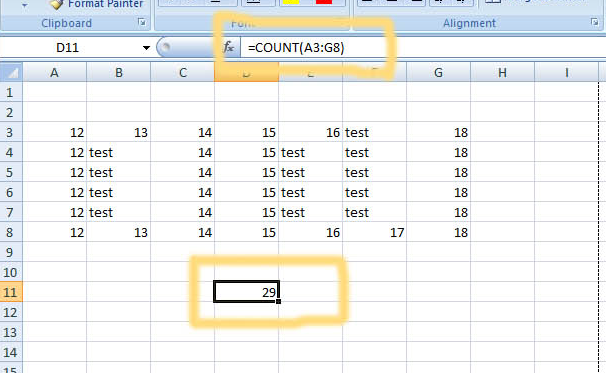 Format Painter
Clipboard Font Alignment
D11 fx =COUNT(A3:G8)
A B C D E F G H I
1
2
3 12 13 14 15 16 test 18
4 12 test 14 15 test test 18
5 12 test 14 15 test test 18
6 12 test 14 15 test test 18
7 12 test 14 15 test test 18
8 12 13 14 15 16 17 18
9
10
11 29
12
13
14
15